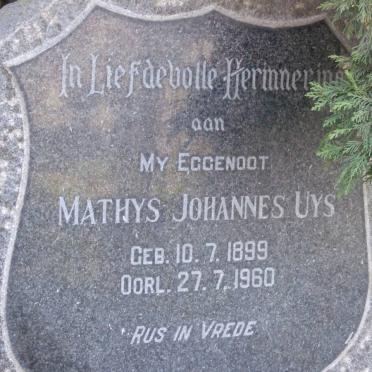 In Liefdevolle Herinnering
aan
MY EGGENOOT
MATHYS JOHANNES UYS
GEB. 10. 7. 1899
OORL. 27. 7. 1960
RUS IN VREDE